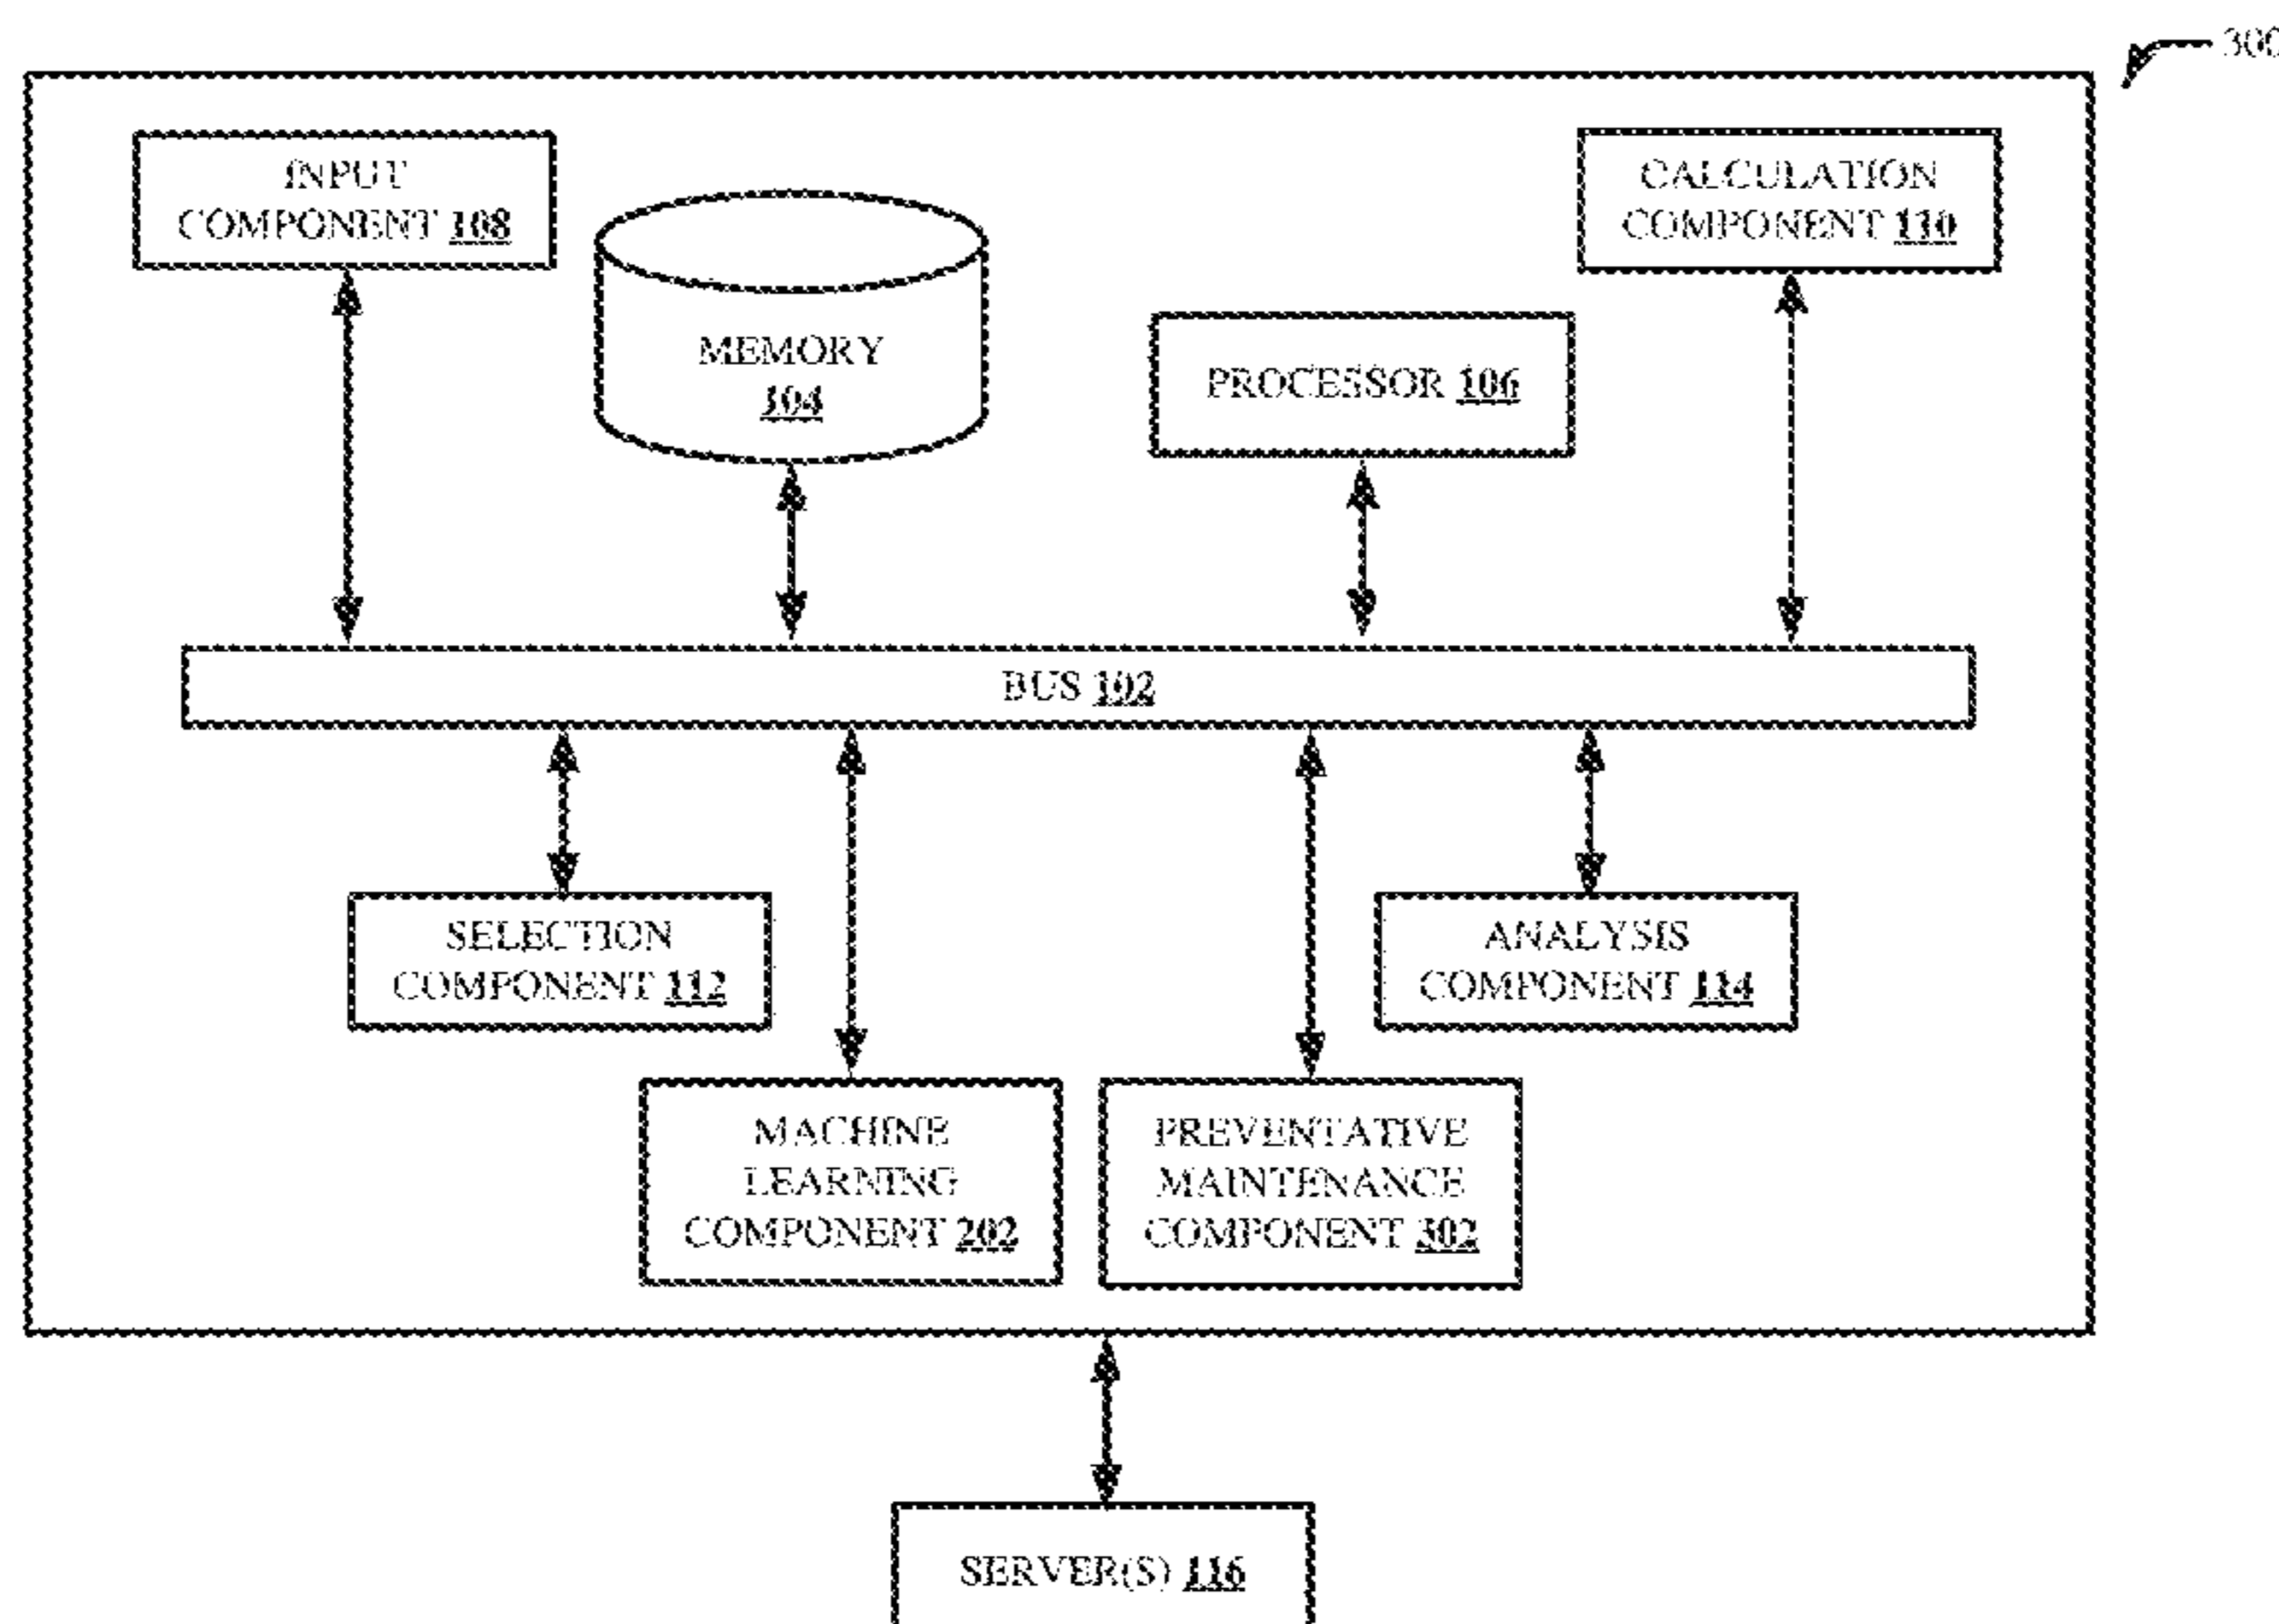 300
INPUT
COMPONENT 108
CALCULATION
COMPONENT 110
MEMORY
104
PROCESSOR 106
BUS 102
SELECTION
COMPONENT 112
ANALYSIS
COMPONENT 114
MACHINE
LEARNING
COMPONENT 202
PREVENTATIVE
MAINTENANCE
COMPONENT 302
SERVER(S) 116